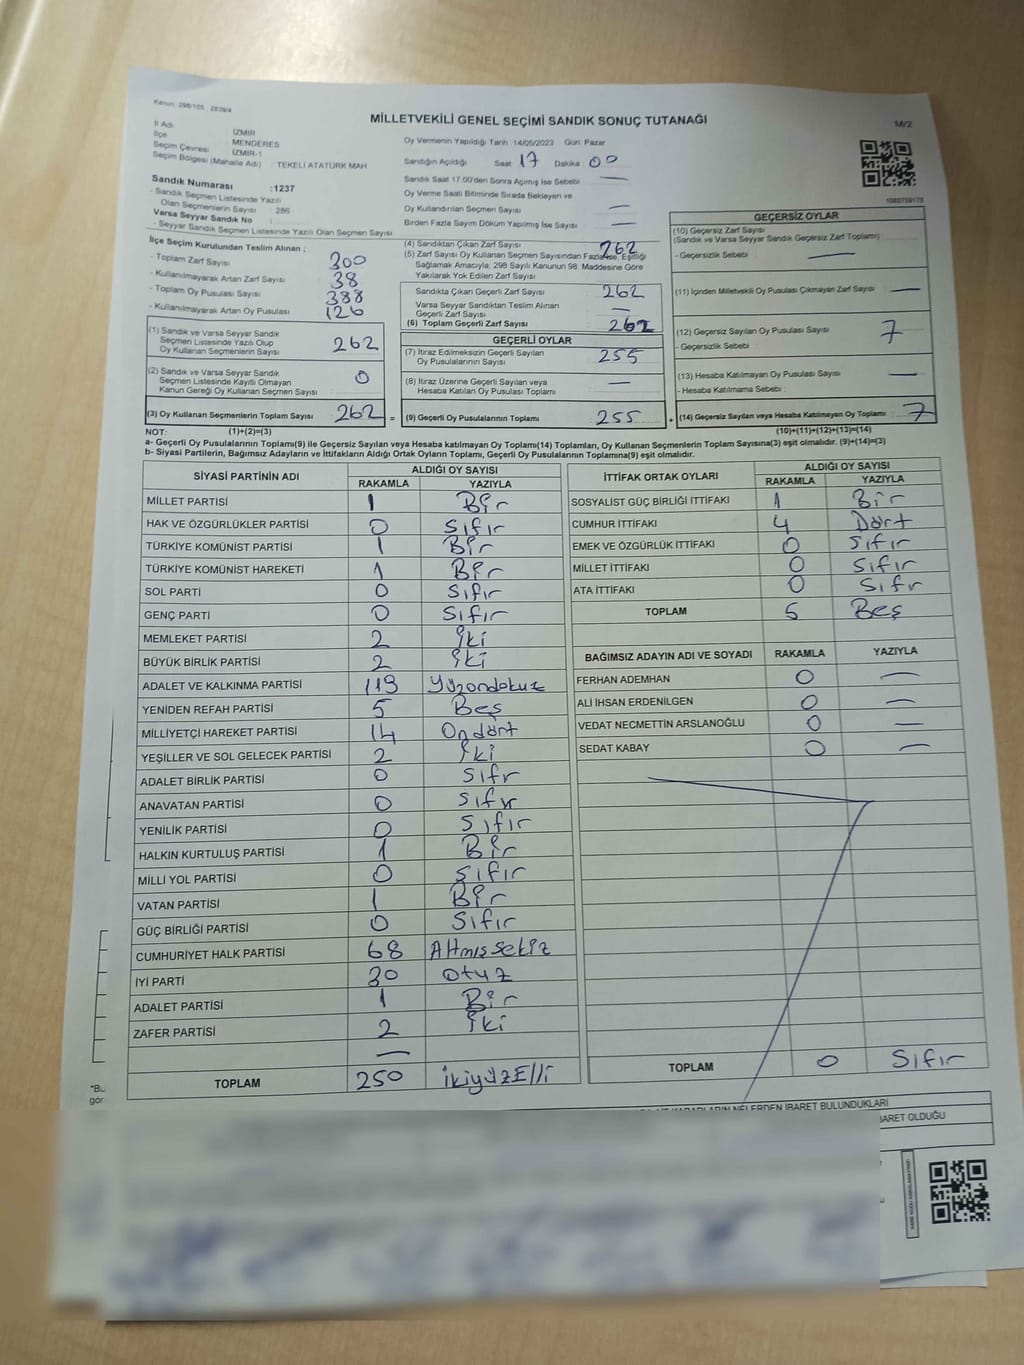 Kanun: 298/105 2839/4
MİLLETVEKİLİ GENEL SEÇİMİ SANDIK SONUÇ TUTANAĞI
M/2
İl Adı : İZMİR
İlçe : MENDERES
Seçim Çevresi : İZMİR-1
Seçim Bölgesi (Mahalle Adı) : TEKELİ ATATÜRK MAH
Oy Vermenin Yapıldığı Tarih 14/05/2023 Gün: Pazar
Sandığın Açıldığı Saat 17 Dakika 00
Sandık Saat 17.00'den Sonra Açılmış İse Sebebi —
Oy Verme Saati Bitiminde Sırada Bekleyen ve
Oy Kullandırılan Seçmen Sayısı —
Birden Fazla Sayım Döküm Yapılmış İse Sayısı —
Sandık Numarası : 1237
- Sandık Seçmen Listesinde Yazılı
Olan Seçmenlerin Sayısı : 286
Varsa Seyyar Sandık No :
- Seyyar Sandık Seçmen Listesinde Yazılı Olan Seçmen Sayısı
İlçe Seçim Kurulundan Teslim Alınan ;
- Toplam Zarf Sayısı 300
- Kullanılmayarak Artan Zarf Sayısı 38
- Toplam Oy Pusulası Sayısı 388
- Kullanılmayarak Artan Oy Pusulası 126
(1) Sandık ve Varsa Seyyar Sandık
Seçmen Listesinde Yazılı Olup
Oy Kullanan Seçmenlerin Sayısı 262
(2) Sandık ve Varsa Seyyar Sandık
Seçmen Listesinde Kayıtlı Olmayan
Kanun Gereği Oy Kullanan Seçmen Sayısı 0
(3) Oy Kullanan Seçmenlerin Toplam Sayısı 262 =
(4) Sandıktan Çıkan Zarf Sayısı 262
(5) Zarf Sayısı Oy Kullanan Seçmen Sayısından Fazla ise, Eşitliği
Sağlamak Amacıyla, 298 Sayılı Kanunun 98. Maddesine Göre
Yakılarak Yok Edilen Zarf Sayısı
Sandıkta Çıkan Geçerli Zarf Sayısı 262
Varsa Seyyar Sandıktan Teslim Alınan
Geçerli Zarf Sayısı —
(6) Toplam Geçerli Zarf Sayısı 262
GEÇERLİ OYLAR
(7) İtiraz Edilmeksizin Geçerli Sayılan
Oy Pusulalarının Sayısı 255
(8) İtiraz Üzerine Geçerli Sayılan veya
Hesaba Katılan Oy Pusulası Toplamı —
(9) Geçerli Oy Pusulalarının Toplamı 255 +
1083759178
GEÇERSİZ OYLAR
(10) Geçersiz Zarf Sayısı
(Sandık ve Varsa Seyyar Sandık Geçersiz Zarf Toplamı)
- Geçersizlik Sebebi : —
(11) İçinden Milletvekili Oy Pusulası Çıkmayan Zarf Sayısı —
(12) Geçersiz Sayılan Oy Pusulası Sayısı 7
- Geçersizlik Sebebi :
(13) Hesaba Katılmayan Oy Pusulası Sayısı —
- Hesaba Katılmama Sebebi :
(14) Geçersiz Sayılan veya Hesaba Katılmayan Oy Toplamı 7
NOT: (1)+(2)=(3) (10)+(11)+(12)+(13)=(14)
a- Geçerli Oy Pusulalarının Toplamı(9) ile Geçersiz Sayılan veya Hesaba katılmayan Oy Toplamı(14) Toplamları, Oy Kullanan Seçmenlerin Toplam Sayısına(3) eşit olmalıdır. (9)+(14)=(3)
b- Siyasi Partilerin, Bağımsız Adayların ve İttifakların Aldığı Ortak Oyların Toplamı, Geçerli Oy Pusulalarının Toplamına(9) eşit olmalıdır.
SİYASİ PARTİNİN ADI ALDIĞI OY SAYISI
RAKAMLA YAZIYLA
MİLLET PARTİSİ 1 Bir
HAK VE ÖZGÜRLÜKLER PARTİSİ 0 Sıfır
TÜRKİYE KOMÜNİST PARTİSİ 1 Bir
TÜRKİYE KOMÜNİST HAREKETİ 1 Bir
SOL PARTİ 0 Sıfır
GENÇ PARTİ 0 Sıfır
MEMLEKET PARTİSİ 2 İki
BÜYÜK BİRLİK PARTİSİ 2 İki
ADALET VE KALKINMA PARTİSİ 119 Yüzondokuz
YENİDEN REFAH PARTİSİ 5 Beş
MİLLİYETÇİ HAREKET PARTİSİ 14 Ondört
YEŞİLLER VE SOL GELECEK PARTİSİ 2 İki
ADALET BİRLİK PARTİSİ 0 Sıfr
ANAVATAN PARTİSİ 0 Sıfır
YENİLİK PARTİSİ 0 Sıfır
HALKIN KURTULUŞ PARTİSİ 1 Bir
MİLLİ YOL PARTİSİ 0 Sıfır
VATAN PARTİSİ 1 Bir
GÜÇ BİRLİĞİ PARTİSİ 0 Sıfır
CUMHURİYET HALK PARTİSİ 68 Altmışsekiz
İYİ PARTİ 30 Otuz
ADALET PARTİSİ 1 Bir
ZAFER PARTİSİ 2 İki
—
TOPLAM 250 İkiyüzElli
İTTİFAK ORTAK OYLARI ALDIĞI OY SAYISI
RAKAMLA YAZIYLA
SOSYALİST GÜÇ BİRLİĞİ İTTİFAKI 1 Bir
CUMHUR İTTİFAKI 4 Dört
EMEK VE ÖZGÜRLÜK İTTİFAKI 0 Sıfır
MİLLET İTTİFAKI 0 Sıfır
ATA İTTİFAKI 0 Sıfr
TOPLAM 5 Beş
BAĞIMSIZ ADAYIN ADI VE SOYADI RAKAMLA YAZIYLA
FERHAN ADEMHAN 0 —
ALİ İHSAN ERDENİLGEN 0 —
VEDAT NECMETTİN ARSLANOĞLU 0 —
SEDAT KABAY 0 —
TOPLAM 0 Sıfır
"Bu
gör
NELERDEN İBARET BULUNDUKLARI
İBARET OLDUĞU